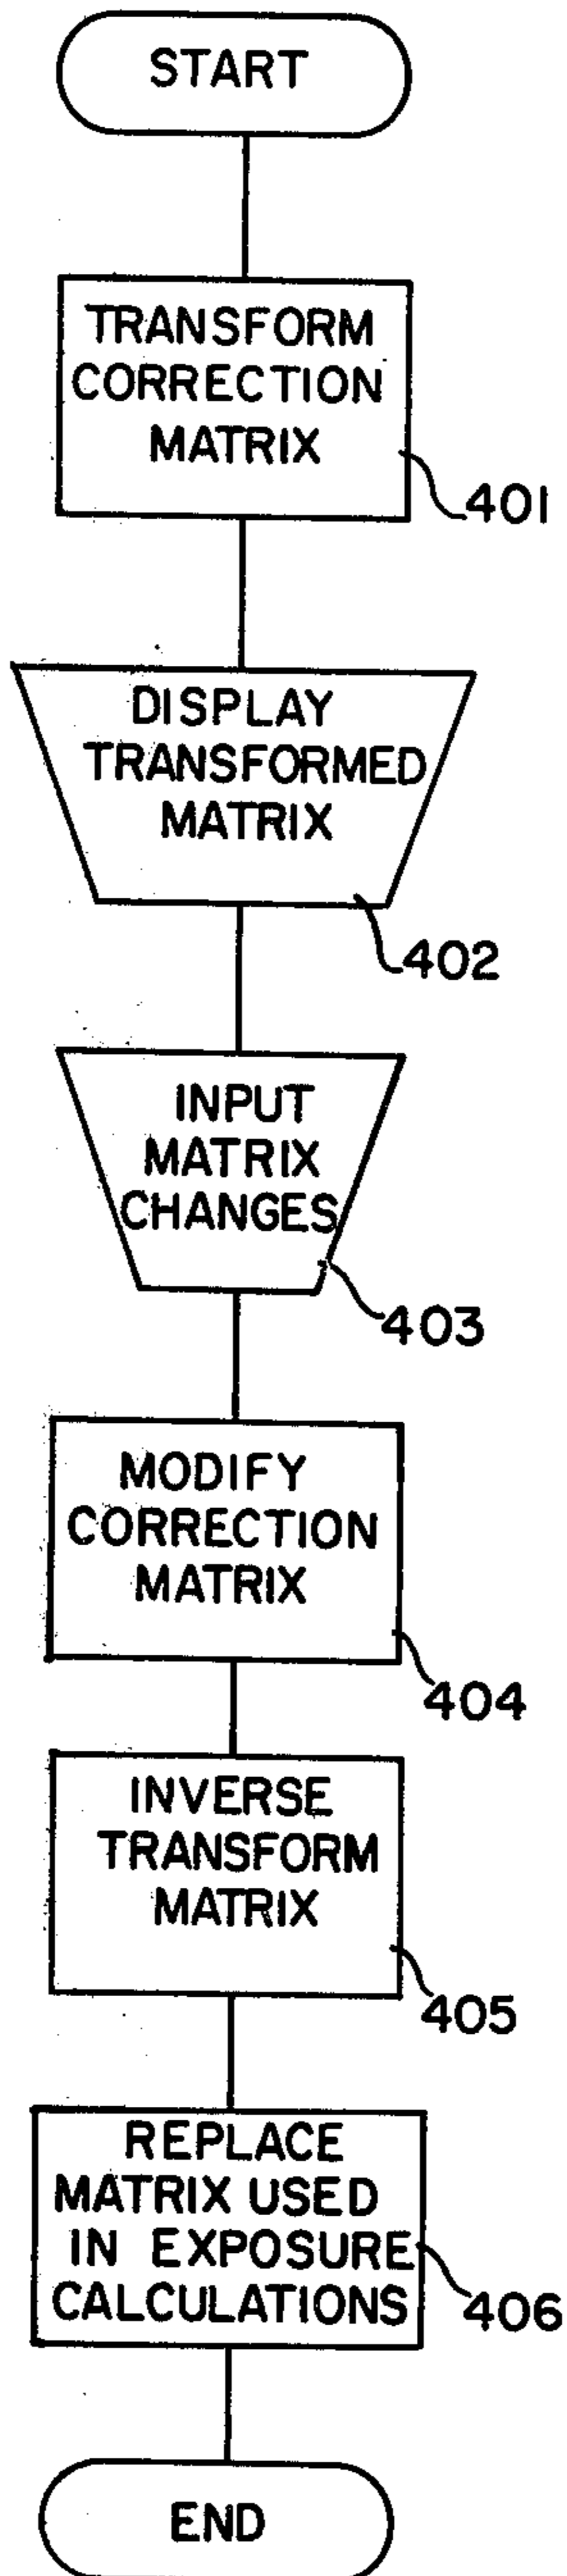 START
TRANSFORM
CORRECTION
MATRIX
401
DISPLAY
TRANSFORMED
MATRIX
402
INPUT
MATRIX
CHANGES
403
MODIFY
CORRECTION
MATRIX
404
INVERSE
TRANSFORM
MATRIX
405
REPLACE
MATRIX USED
IN EXPOSURE
CALCULATIONS
406
END